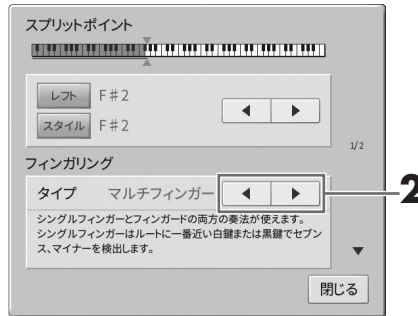 スプリットポイント
レフト F#2
スタイル F#2
1/2
フィンガリング
タイプ マルチフィンガー
2
シングルフィンガーとフィンガードの両方の奏法が使えます。
シングルフィンガーはルートに一番近い白鍵または黒鍵でセブン
ス、マイナーを検出します。
閉じる